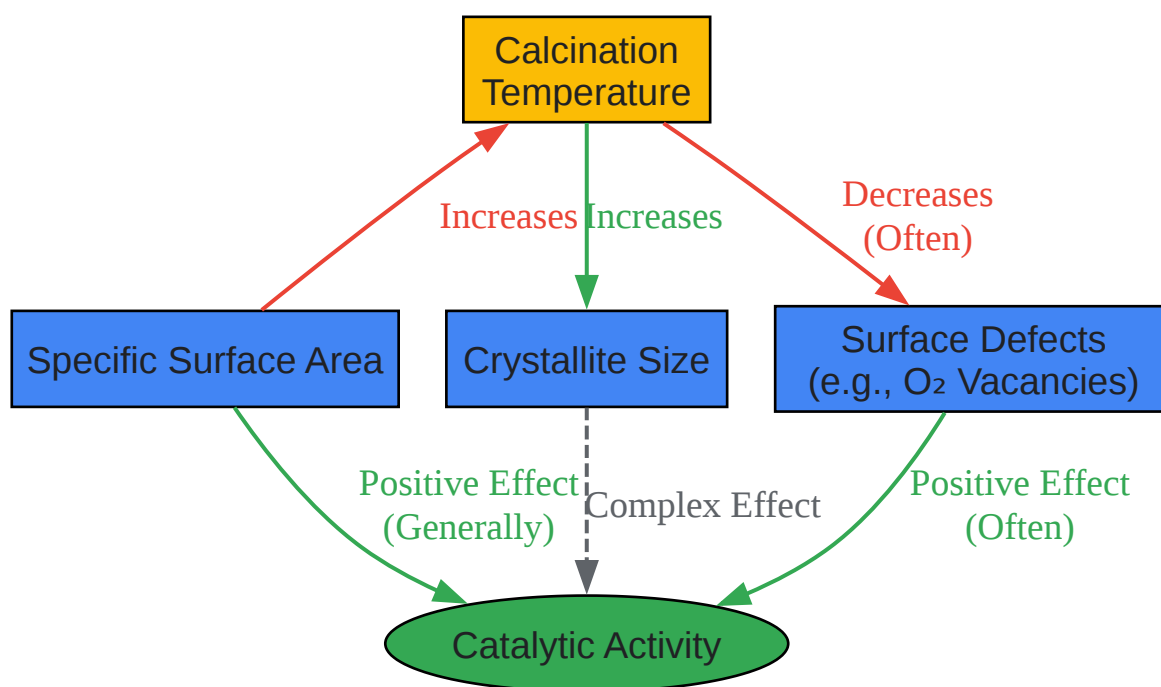 Calcination
Temperature
Increases
Increases
Decreases
(Often)
Specific Surface Area
Crystallite Size
Surface Defects
(e.g., O₂ Vacancies)
Positive Effect
(Generally)
Complex Effect
Positive Effect
(Often)
Catalytic Activity